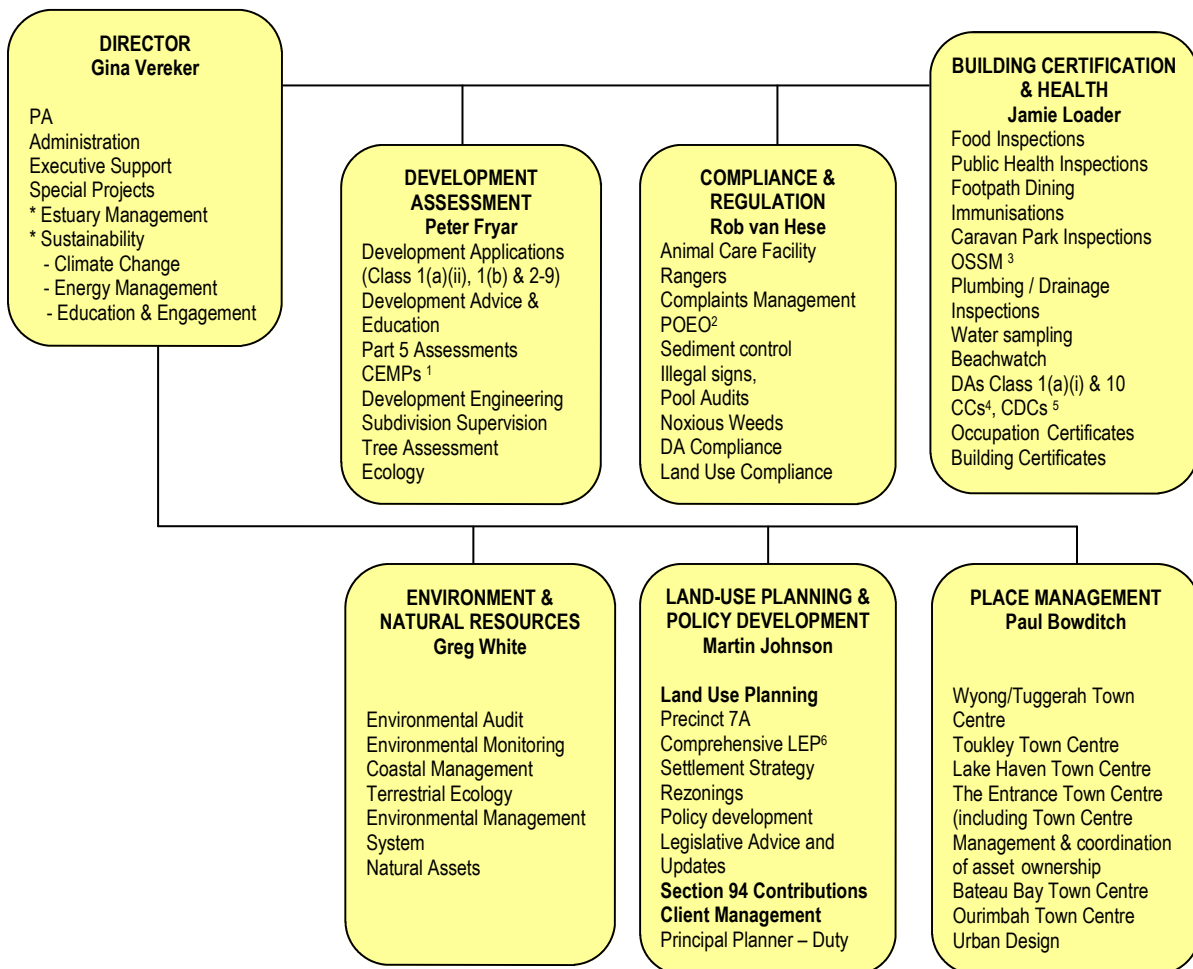 DIRECTOR
Gina Vereker
PA
Administration
Executive Support
Special Projects
* Estuary Management
* Sustainability
- Climate Change
- Energy Management
- Education & Engagement
DEVELOPMENT
ASSESSMENT
Peter Fryar
Development Applications
(Class 1(a)(ii), 1(b) & 2-9)
Development Advice &
Education
Part 5 Assessments
CEMPs ¹
Development Engineering
Subdivision Supervision
Tree Assessment
Ecology
COMPLIANCE &
REGULATION
Rob van Hese
Animal Care Facility
Rangers
Complaints Management
POEO²
Sediment control
Illegal signs,
Pool Audits
Noxious Weeds
DA Compliance
Land Use Compliance
BUILDING CERTIFICATION
& HEALTH
Jamie Loader
Food Inspections
Public Health Inspections
Footpath Dining
Immunisations
Caravan Park Inspections
OSSM ³
Plumbing / Drainage
Inspections
Water sampling
Beachwatch
DAs Class 1(a)(i) & 10
CCs⁴, CDCs ⁵
Occupation Certificates
Building Certificates
ENVIRONMENT &
NATURAL RESOURCES
Greg White
Environmental Audit
Environmental Monitoring
Coastal Management
Terrestrial Ecology
Environmental Management
System
Natural Assets
LAND-USE PLANNING &
POLICY DEVELOPMENT
Martin Johnson
Land Use Planning
Precinct 7A
Comprehensive LEP⁶
Settlement Strategy
Rezonings
Policy development
Legislative Advice and
Updates
Section 94 Contributions
Client Management
Principal Planner – Duty
PLACE MANAGEMENT
Paul Bowditch
Wyong/Tuggerah Town
Centre
Toukley Town Centre
Lake Haven Town Centre
The Entrance Town Centre
(including Town Centre
Management & coordination
of asset ownership
Bateau Bay Town Centre
Ourimbah Town Centre
Urban Design